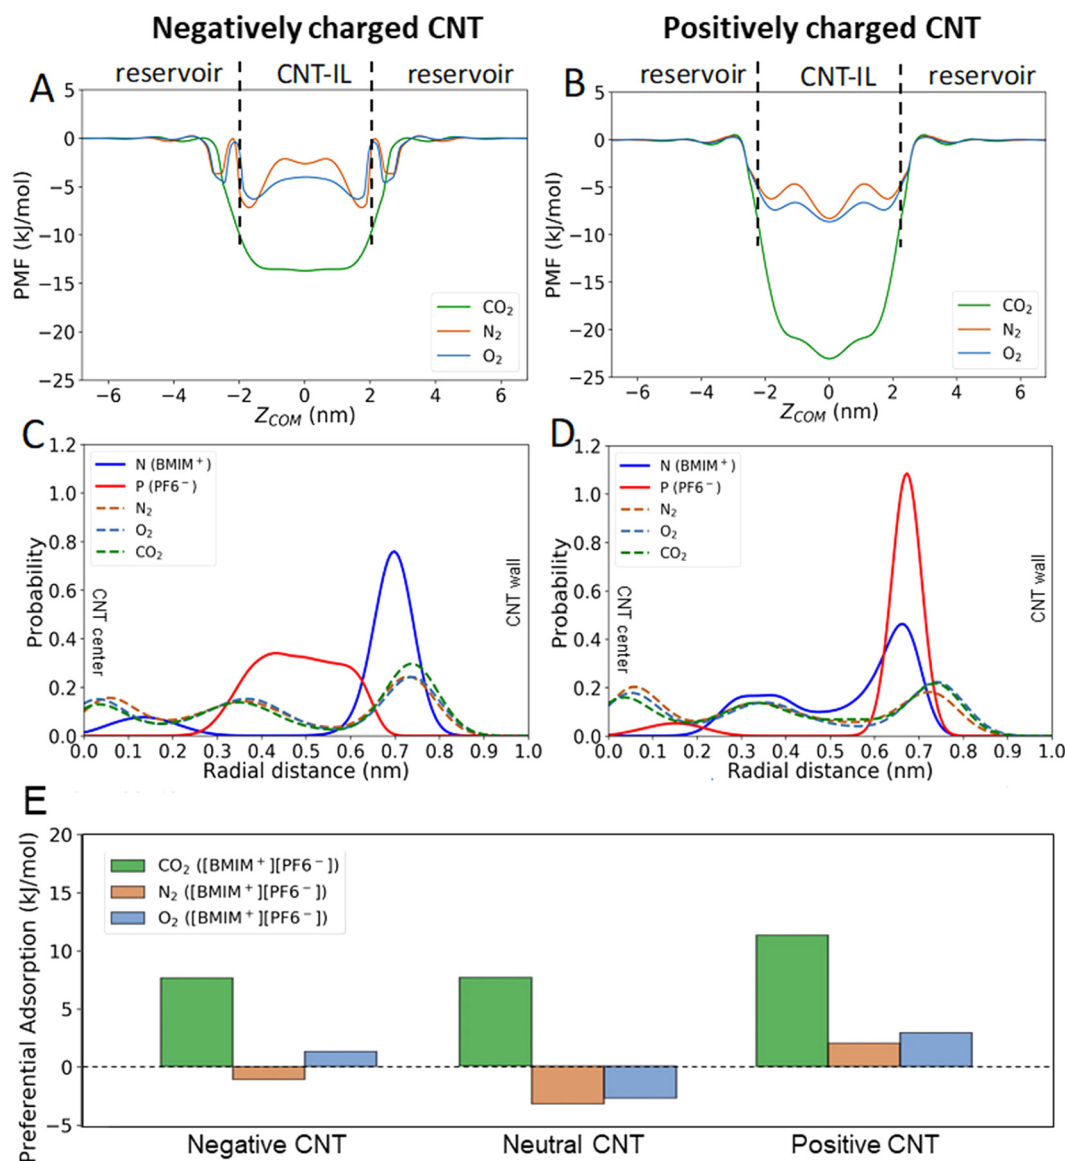 Negatively charged CNT
Positively charged CNT
A
reservoir
CNT-IL
reservoir
5
0
−5
−10
−15
−20
−25
PMF (kJ/mol)
CO2
N2
O2
−6
−4
−2
0
2
4
6
ZCOM (nm)
B
reservoir
CNT-IL
reservoir
5
0
−5
−10
−15
−20
−25
PMF (kJ/mol)
CO2
N2
O2
−6
−4
−2
0
2
4
6
ZCOM (nm)
C
1.2
1.0
0.8
0.6
0.4
0.2
0.0
Probability
N (BMIM+)
P (PF6−)
N2
O2
CO2
CNT center
CNT wall
0.0
0.1
0.2
0.3
0.4
0.5
0.6
0.7
0.8
0.9
1.0
Radial distance (nm)
D
1.2
1.0
0.8
0.6
0.4
0.2
0.0
Probability
N (BMIM+)
P (PF6−)
N2
O2
CO2
CNT center
CNT wall
0.0
0.1
0.2
0.3
0.4
0.5
0.6
0.7
0.8
0.9
1.0
Radial distance (nm)
E
20
15
10
5
0
−5
Preferential Adsorption (kJ/mol)
CO2 ([BMIM+][PF6−])
N2 ([BMIM+][PF6−])
O2 ([BMIM+][PF6−])
Negative CNT
Neutral CNT
Positive CNT